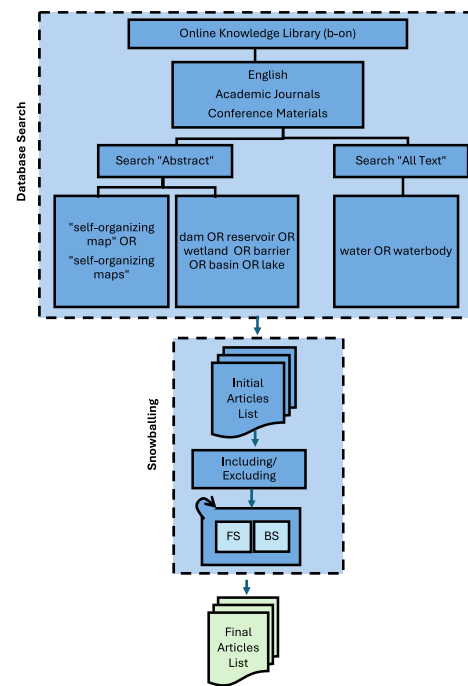 Database Search
Online Knowledge Library (b-on)
English
Academic Journals
Conference Materials
Search "Abstract"
Search "All Text"
"self-organizing
map" OR
"self-organizing
maps"
dam OR reservoir OR
wetland OR barrier
OR basin OR lake
water OR waterbody
Snowballing
Initial
Articles
List
Including/
Excluding
FS
BS
Final
Articles
List